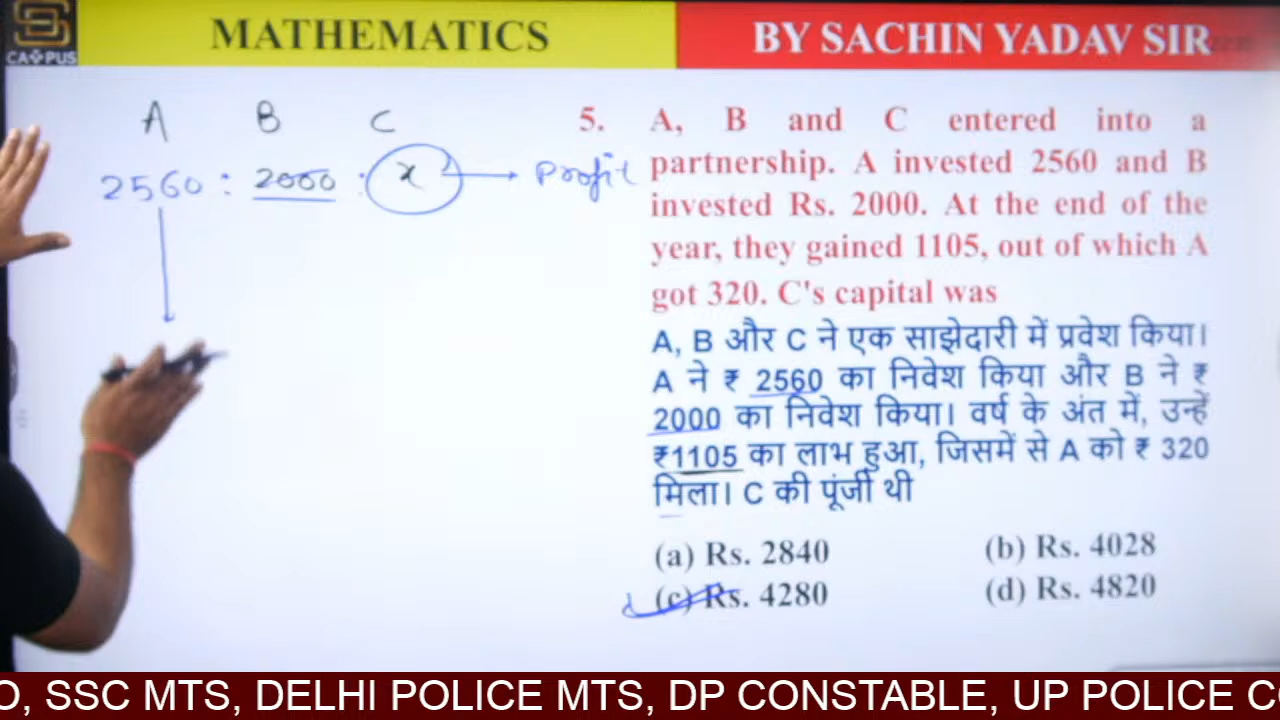 CAMPUS
MATHEMATICS
BY SACHIN YADAV SIR
A B C
2560 : 2000 : x → Profit
5. A, B and C entered into a
partnership. A invested 2560 and B
invested Rs. 2000. At the end of the
year, they gained 1105, out of which A
got 320. C's capital was
A, B और C ने एक साझेदारी में प्रवेश किया।
A ने ₹ 2560 का निवेश किया और B ने ₹
2000 का निवेश किया। वर्ष के अंत में, उन्हें
₹1105 का लाभ हुआ, जिसमें से A को ₹ 320
मिला। C की पूंजी थी
(a) Rs. 2840 (b) Rs. 4028
(c) Rs. 4280 (d) Rs. 4820
O, SSC MTS, DELHI POLICE MTS, DP CONSTABLE, UP POLICE C